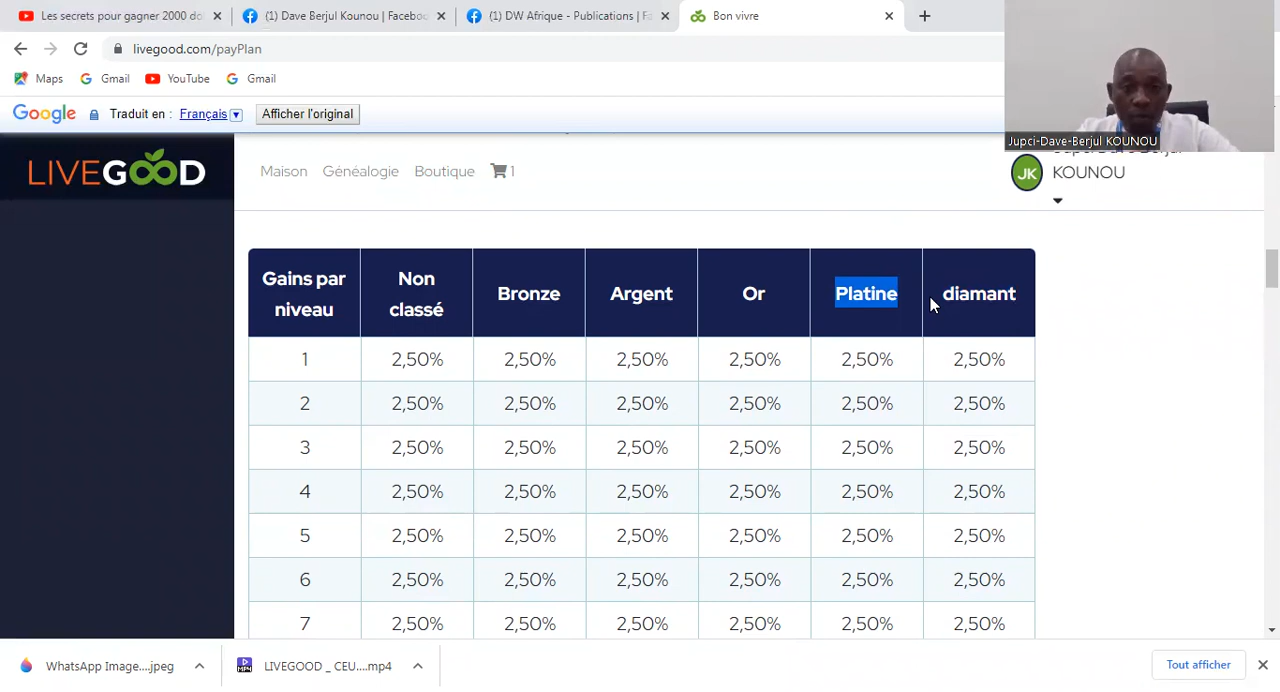 Les secrets pour gagner 2000 do
(1) Dave Berjul Kounou | Facebook
(1) DW Afrique - Publications | Fa
Bon vivre
livegood.com/payPlan
Maps Gmail YouTube Gmail
Google Traduit en : Français Afficher l'original
Jupci-Dave-Berjul KOUNOU
LIVEGOOD
Maison Généalogie Boutique 1
JK
KOUNOU
Gains par niveau Non classé Bronze Argent Or Platine diamant
1 2,50% 2,50% 2,50% 2,50% 2,50% 2,50%
2 2,50% 2,50% 2,50% 2,50% 2,50% 2,50%
3 2,50% 2,50% 2,50% 2,50% 2,50% 2,50%
4 2,50% 2,50% 2,50% 2,50% 2,50% 2,50%
5 2,50% 2,50% 2,50% 2,50% 2,50% 2,50%
6 2,50% 2,50% 2,50% 2,50% 2,50% 2,50%
7 2,50% 2,50% 2,50% 2,50% 2,50% 2,50%
WhatsApp Image....jpeg LIVEGOOD _ CEU....mp4 Tout afficher